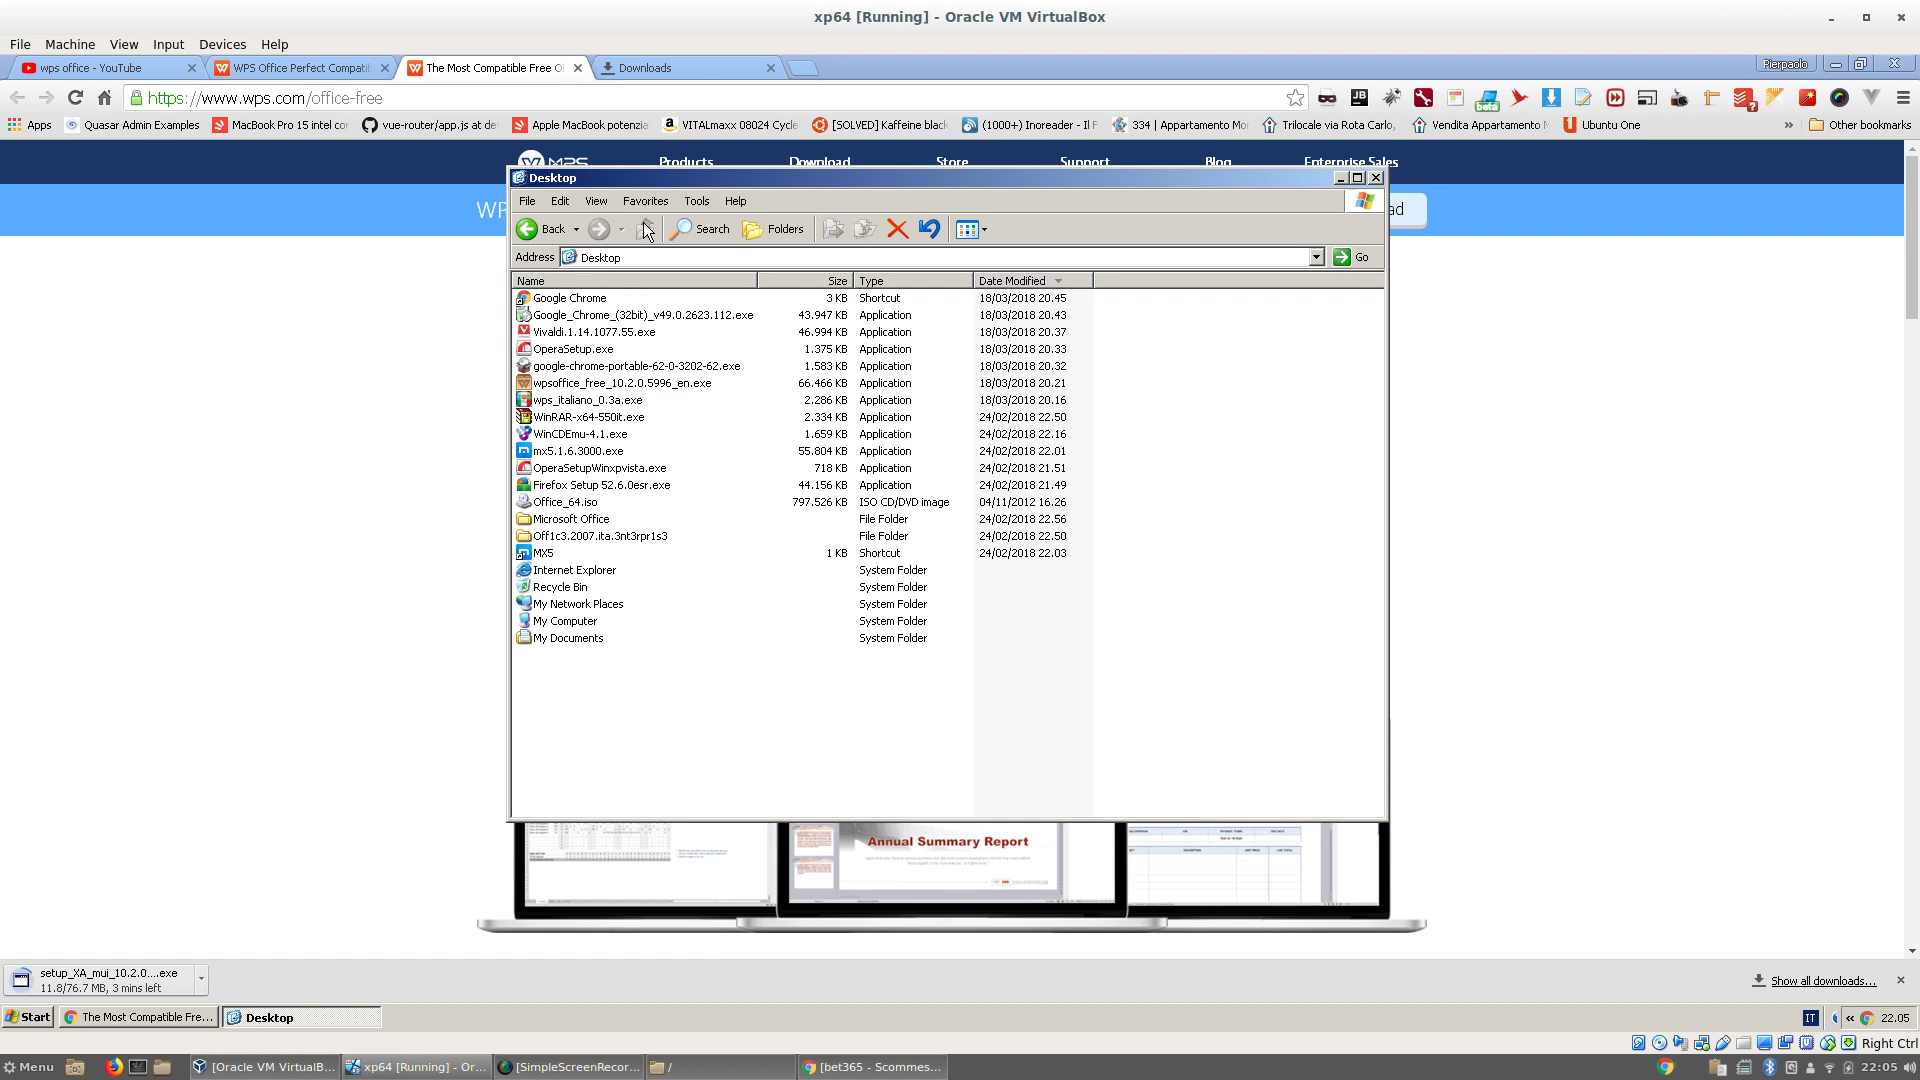 xp64 [Running] - Oracle VM VirtualBox
File Machine View Input Devices Help
wps office - YouTube
WPS Office Perfect Compati
The Most Compatible Free O
Downloads
Pierpaolo
https://www.wps.com/office-free
Apps
Quasar Admin Examples
MacBook Pro 15 intel co
vue-router/app.js at de
Apple MacBook potenzia
VITALmaxx 08024 Cycle
[SOLVED] Kaffeine black
(1000+) Inoreader - Il F
334 | Appartamento Mo
Trilocale via Rota Carlo,
Vendita Appartamento
Ubuntu One
»
Other bookmarks
Products Download Store Support Blog Enterprise Sales
WP
ad
Desktop
File Edit View Favorites Tools Help
Back Search Folders
Address Desktop Go
Name Size Type Date Modified
Google Chrome 3 KB Shortcut 18/03/2018 20.45
Google_Chrome_(32bit)_v49.0.2623.112.exe 43.947 KB Application 18/03/2018 20.43
Vivaldi.1.14.1077.55.exe 46.994 KB Application 18/03/2018 20.37
OperaSetup.exe 1.375 KB Application 18/03/2018 20.33
google-chrome-portable-62-0-3202-62.exe 1.583 KB Application 18/03/2018 20.32
wpsoffice_free_10.2.0.5996_en.exe 66.466 KB Application 18/03/2018 20.21
wps_italiano_0.3a.exe 2.286 KB Application 18/03/2018 20.16
WinRAR-x64-550it.exe 2.334 KB Application 24/02/2018 22.50
WinCDEmu-4.1.exe 1.659 KB Application 24/02/2018 22.16
mx5.1.6.3000.exe 55.804 KB Application 24/02/2018 22.01
OperaSetupWinxpvista.exe 718 KB Application 24/02/2018 21.51
Firefox Setup 52.6.0esr.exe 44.156 KB Application 24/02/2018 21.49
Office_64.iso 797.526 KB ISO CD/DVD image 04/11/2012 16.26
Microsoft Office File Folder 24/02/2018 22.56
Off1c3.2007.ita.3nt3rpr1s3 File Folder 24/02/2018 22.50
MX5 1 KB Shortcut 24/02/2018 22.03
Internet Explorer System Folder
Recycle Bin System Folder
My Network Places System Folder
My Computer System Folder
My Documents System Folder
Annual Summary Report
setup_XA_mui_10.2.0....exe
11.8/76.7 MB, 3 mins left
Show all downloads...
Start
The Most Compatible Fre...
Desktop
IT
«
22.05
Right Ctrl
Menu
[Oracle VM VirtualB...
xp64 [Running] - Or...
[SimpleScreenRecor...
/
[bet365 - Scommes...
22:05